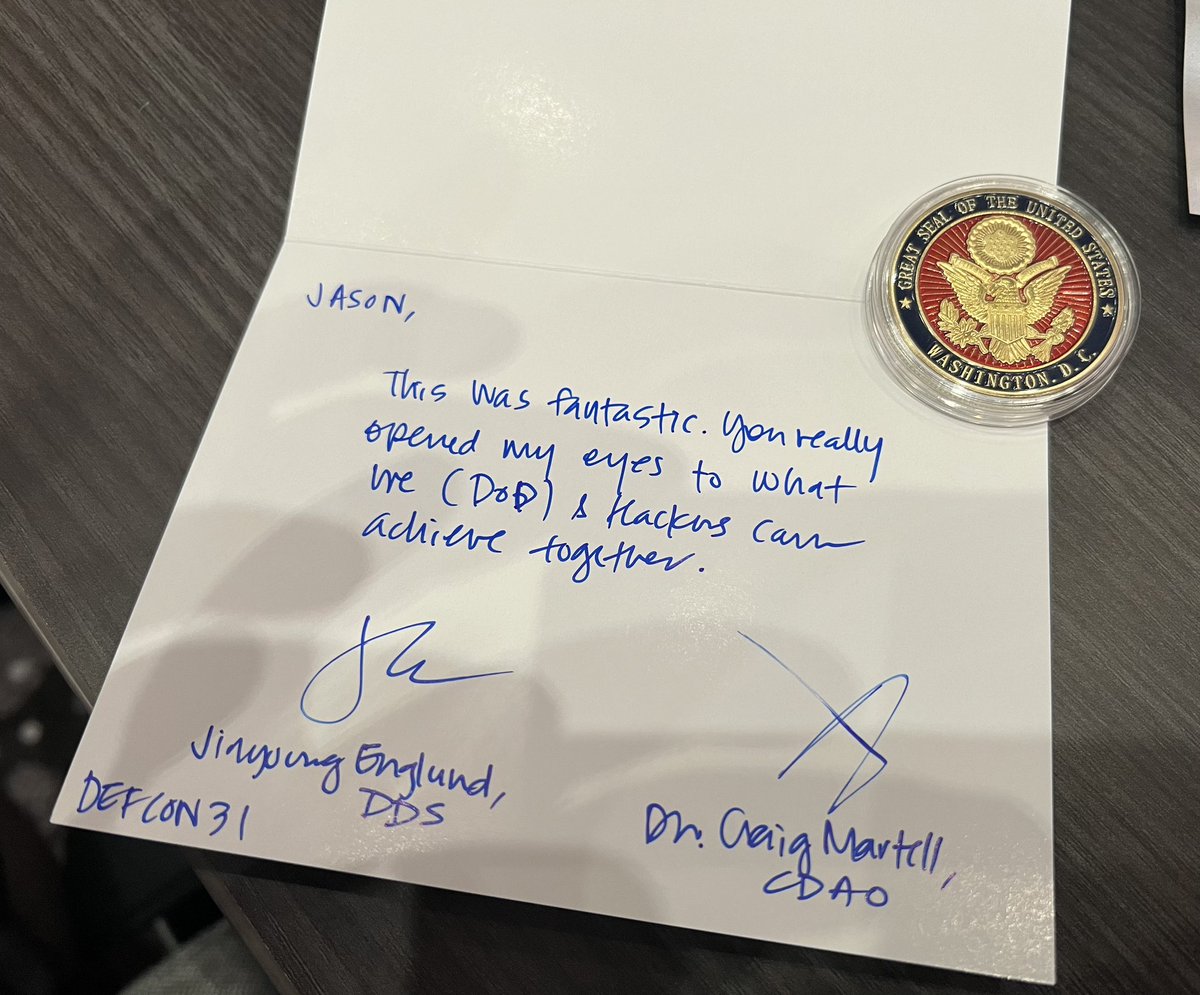 JASON,
This was fantastic. You really
opened my eyes to what
we (DoD) & Hackers can
achieve together.
Jinyoung Englund,
DDS
DEFCON 31
Dr. Craig Martell,
CDAO
GREAT SEAL OF THE UNITED STATES
WASHINGTON, D.C.